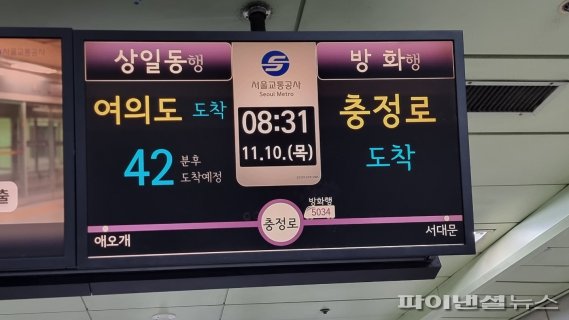 상일동행
여의도 도착
42 분후 도착예정
서울교통공사
Seoul Metro
08:31
11.10.(목)
방 화행
충정로
도착
방화행
5034
애오개
충정로
서대문
출
파이낸셜뉴스